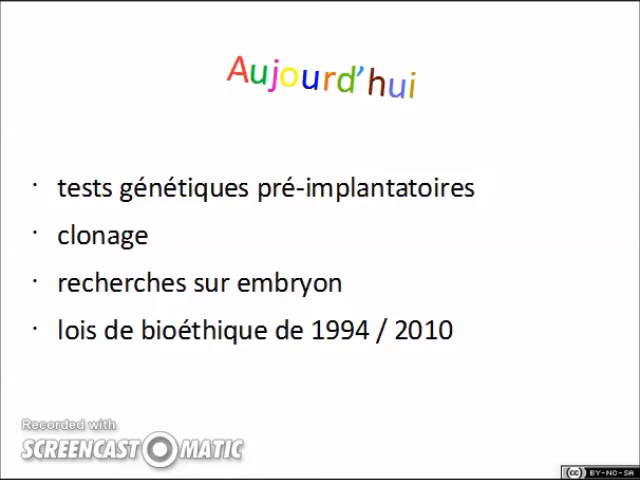 Aujourd'hui
· tests génétiques pré-implantatoires
· clonage
· recherches sur embryon
· lois de bioéthique de 1994 / 2010
Recorded with
SCREENCAST MATIC
(cc) BY-NC-SA